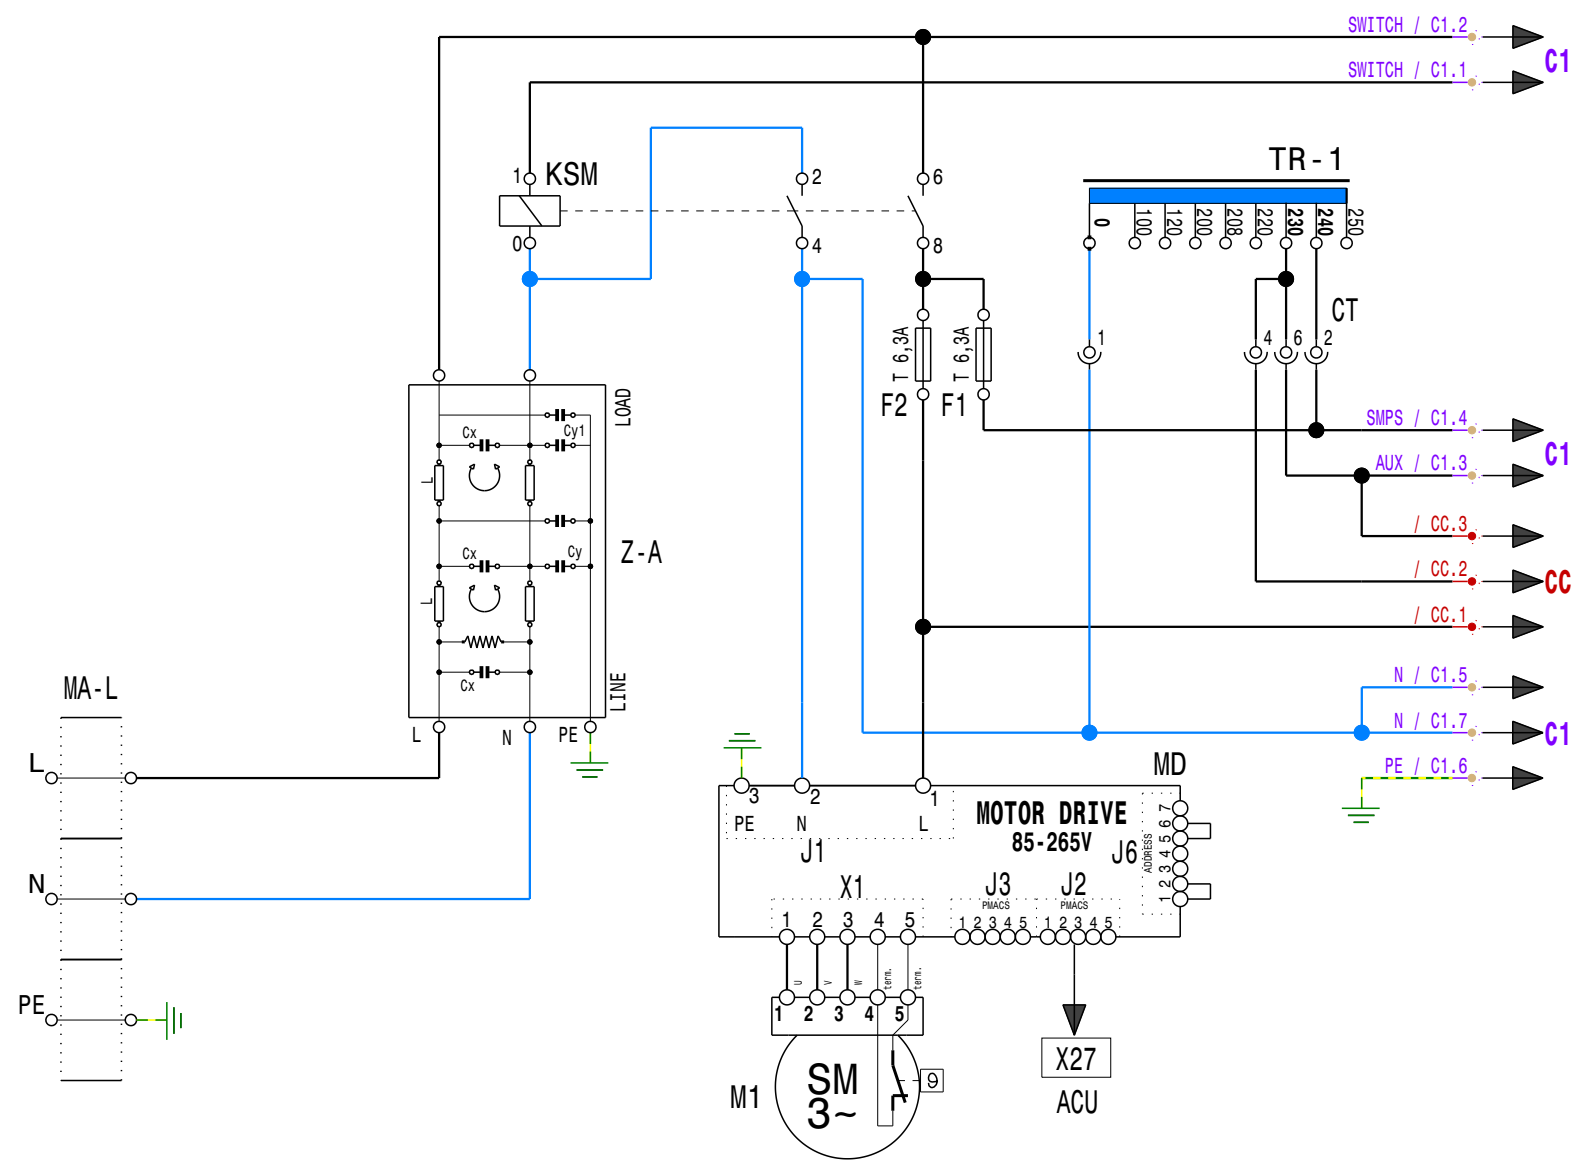 SWITCH / C1.2
C1
SWITCH / C1.1
TR-1
1 KSM
2
6
0
4
8
0 100 120 200 208 220 230 240 250
CT
1
4 6 2
T 6,3A
T 6,3A
F2 F1
LOAD
Cx
Cy1
L
SMPS / C1.4
C1
AUX / C1.3
/ CC.3
Cx
Cy
Z-A
L
/ CC.2
CC
/ CC.1
Cx
LINE
MA-L
N / C1.5
L
N
PE
N / C1.7
C1
L
PE / C1.6
MD
3 2 1
PE N L
MOTOR DRIVE
85-265V
J1
J6
ADDRESS
1 2 3 4 5 6 7
N
X1
J3
PMACS
J2
PMACS
1 2 3 4 5
1 2 3 4 5
1 2 3 4 5
U V W term. term.
PE
1 2 3 4 5
X27
ACU
M1
SM
3~
9